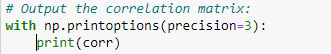 # Output the correlation matrix:
with np.printoptions(precision=3):
    print(corr)